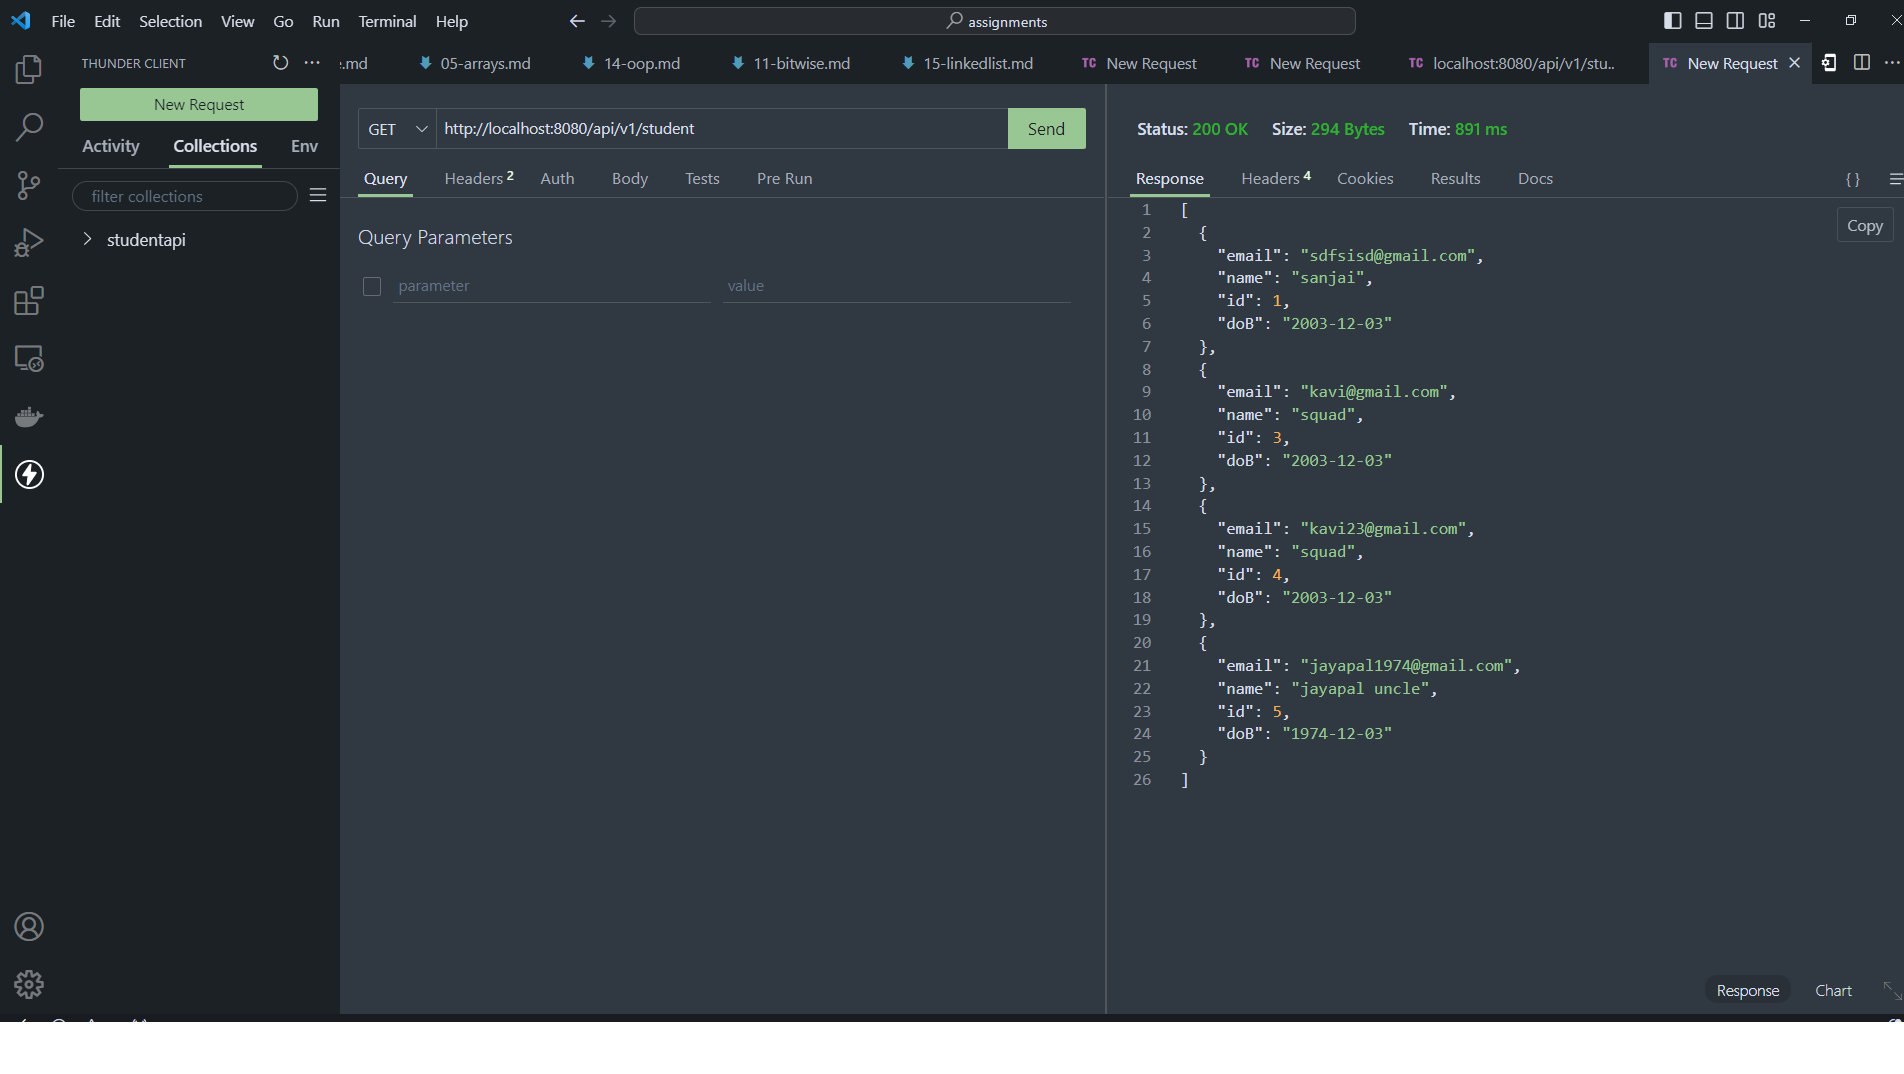 File Edit Selection View Go Run Terminal Help
assignments
THUNDER CLIENT
e.md 05-arrays.md 14-oop.md 11-bitwise.md 15-linkedlist.md TC New Request TC New Request TC localhost:8080/api/v1/stu.. TC New Request
New Request
Activity Collections Env
filter collections
studentapi
GET http://localhost:8080/api/v1/student Send
Query Headers 2 Auth Body Tests Pre Run
Query Parameters
parameter value
Status: 200 OK Size: 294 Bytes Time: 891 ms
Response Headers 4 Cookies Results Docs { }
Copy
1 [
2 {
3 "email": "sdfsisd@gmail.com",
4 "name": "sanjai",
5 "id": 1,
6 "doB": "2003-12-03"
7 },
8 {
9 "email": "kavi@gmail.com",
10 "name": "squad",
11 "id": 3,
12 "doB": "2003-12-03"
13 },
14 {
15 "email": "kavi23@gmail.com",
16 "name": "squad",
17 "id": 4,
18 "doB": "2003-12-03"
19 },
20 {
21 "email": "jayapal1974@gmail.com",
22 "name": "jayapal uncle",
23 "id": 5,
24 "doB": "1974-12-03"
25 }
26 ]
Response Chart